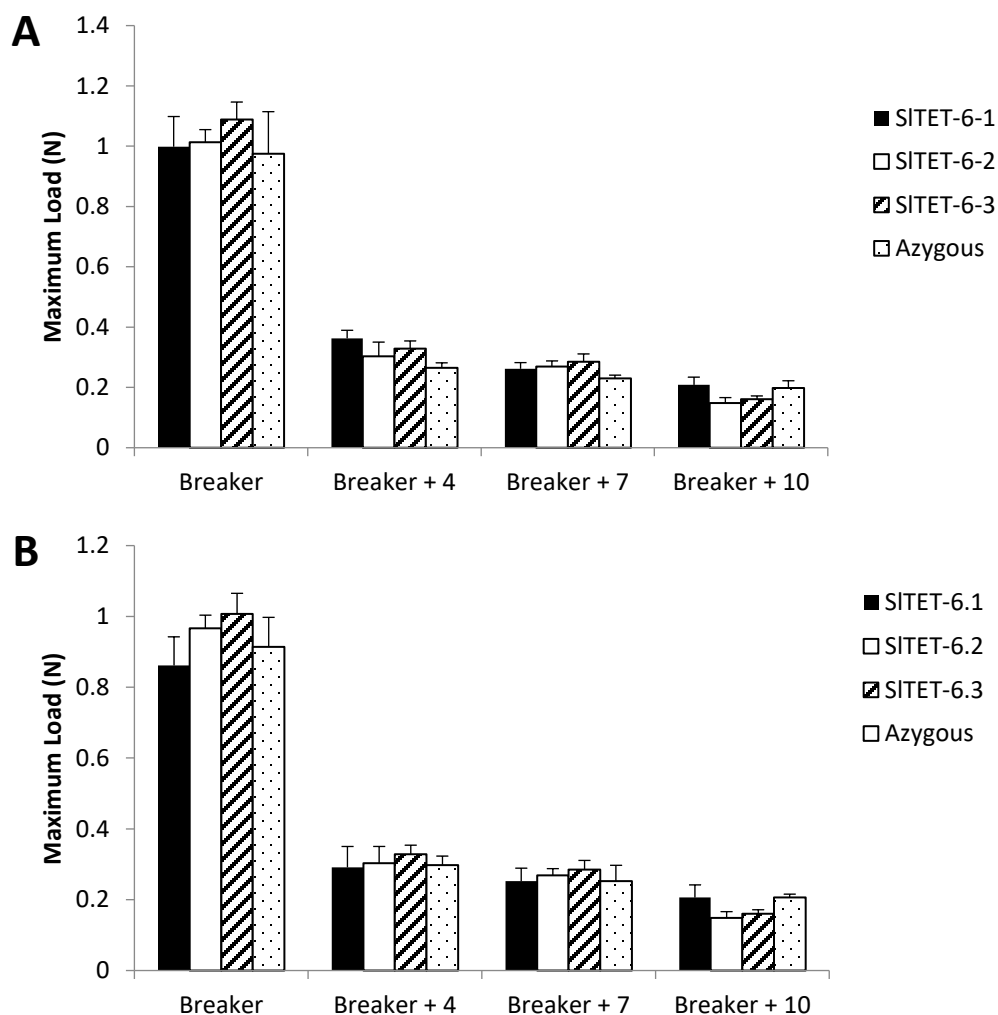 A
Maximum Load (N)
1.4
1.2
1
0.8
0.6
0.4
0.2
0
Breaker
Breaker + 4
Breaker + 7
Breaker + 10
SlTET-6-1
SlTET-6-2
SlTET-6-3
Azygous
B
Maximum Load (N)
1.2
1
0.8
0.6
0.4
0.2
0
Breaker
Breaker + 4
Breaker + 7
Breaker + 10
SlTET-6.1
SlTET-6.2
SlTET-6.3
Azygous